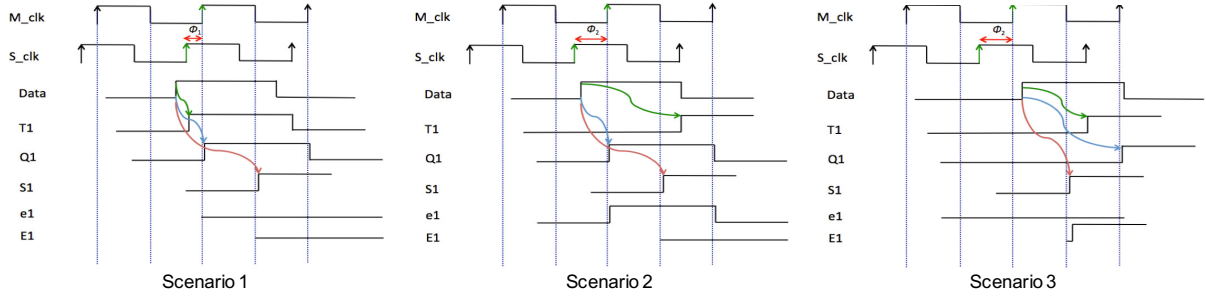 M_clk
Φ1
S_clk
Data
T1
Q1
S1
e1
E1
Scenario 1
M_clk
Φ2
S_clk
Data
T1
Q1
S1
e1
E1
Scenario 2
M_clk
Φ2
S_clk
Data
T1
Q1
S1
e1
E1
Scenario 3